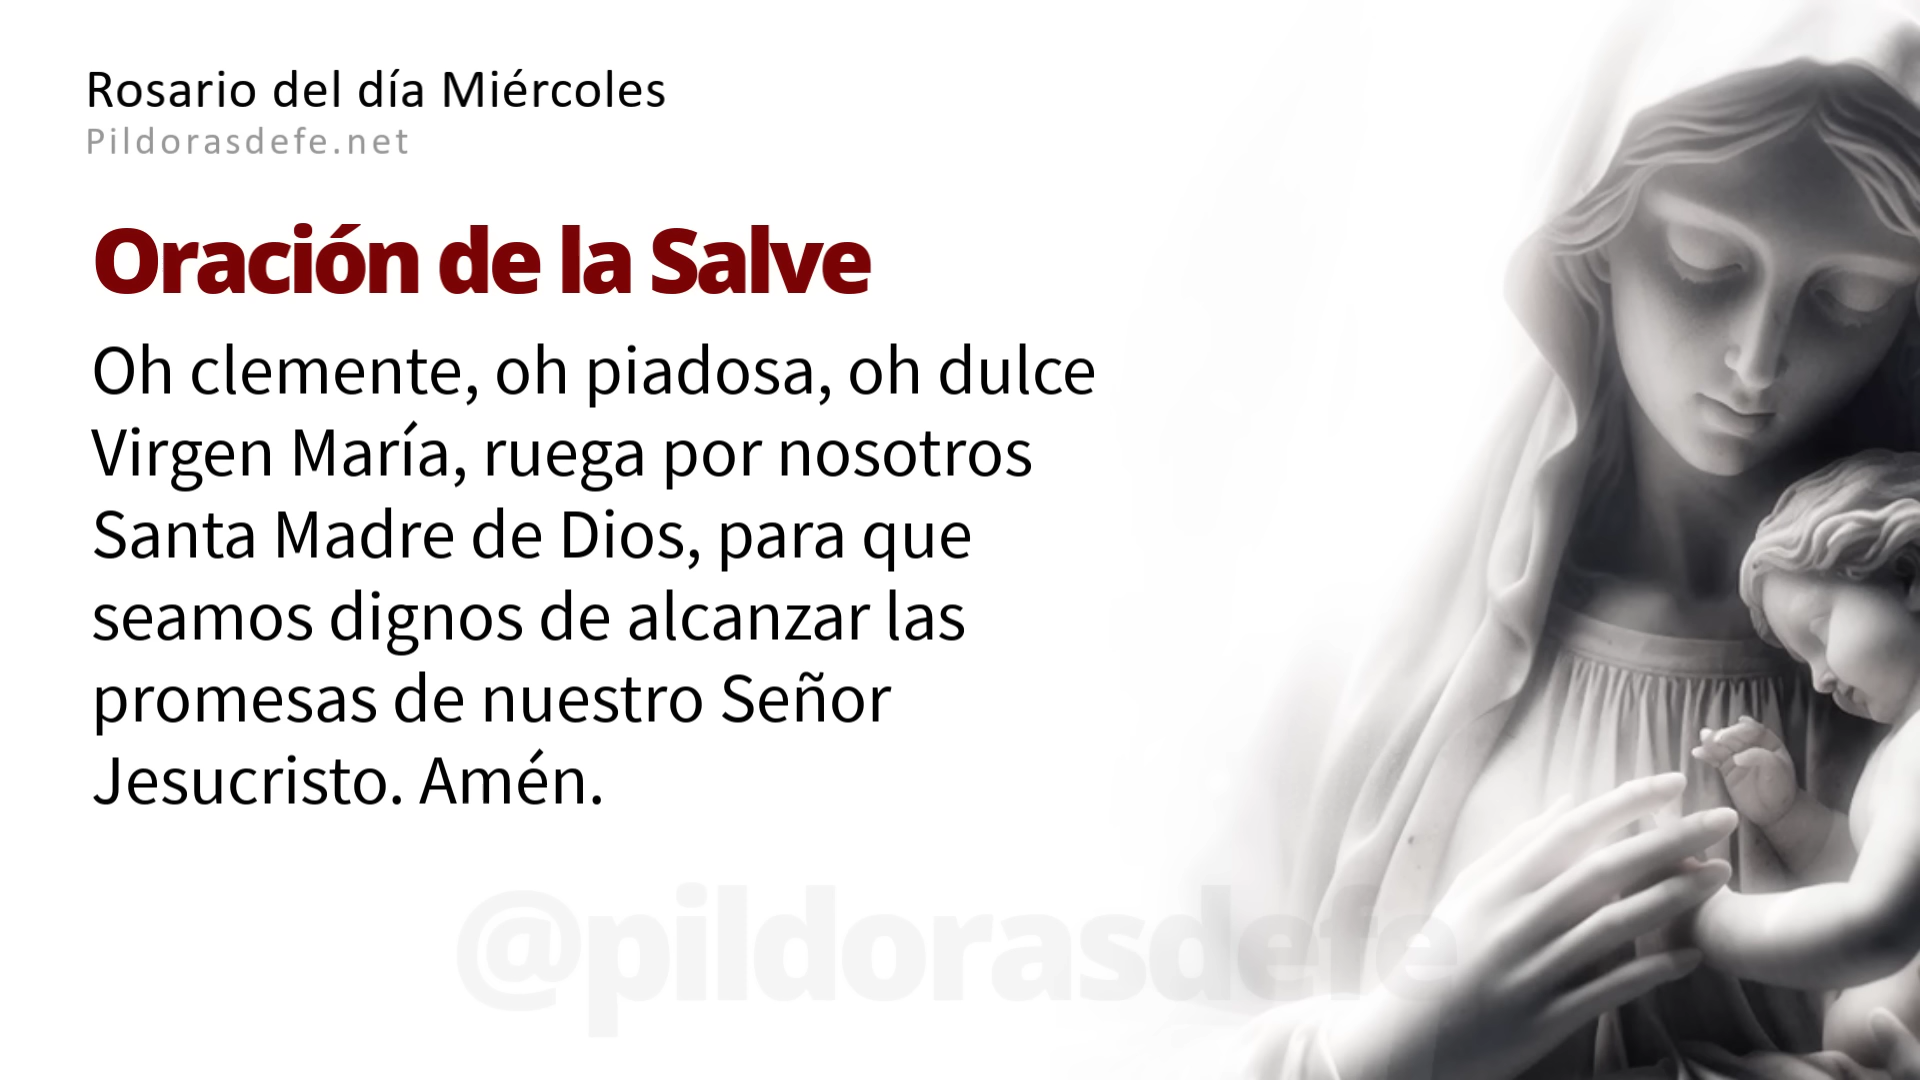 Rosario del día Miércoles
Pildorasdefe.net
Oración de la Salve
Oh clemente, oh piadosa, oh dulce
Virgen María, ruega por nosotros
Santa Madre de Dios, para que
seamos dignos de alcanzar las
promesas de nuestro Señor
Jesucristo. Amén.
@pildorasdefe